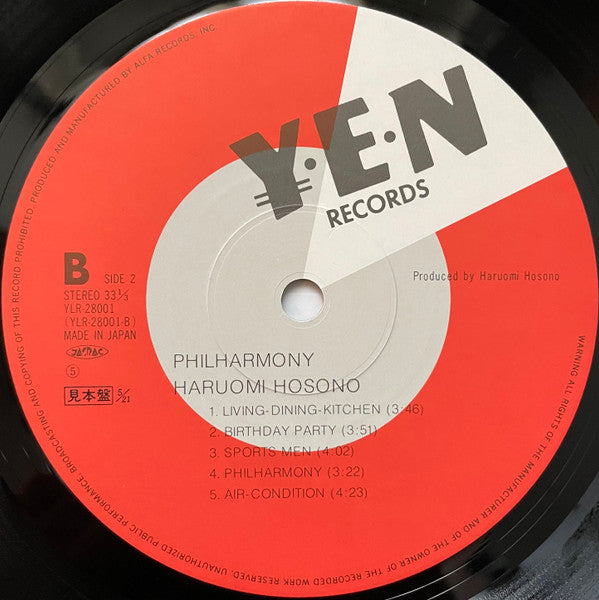 Y·E·N
RECORDS
Produced by Haruomi Hosono
B SIDE 2
STEREO 33⅓
YLR-28001
(YLR-28001-B)
MADE IN JAPAN
JASRAC
⑤
見本盤 5/21
PHILHARMONY
HARUOMI HOSONO
1. LIVING-DINING-KITCHEN (3:46)
2. BIRTHDAY PARTY (3:51)
3. SPORTS MEN (4:02)
4. PHILHARMONY (3:22)
5. AIR-CONDITION (4:23)
WARNING ALL RIGHTS OF THE MANUFACTURER AND OF THE OWNER OF THE RECORDED WORK RESERVED. UNAUTHORIZED PUBLIC PERFORMANCE, BROADCASTING AND COPYING OF THIS RECORD PROHIBITED. PRODUCED AND MANUFACTURED BY ALFA RECORDS, INC.